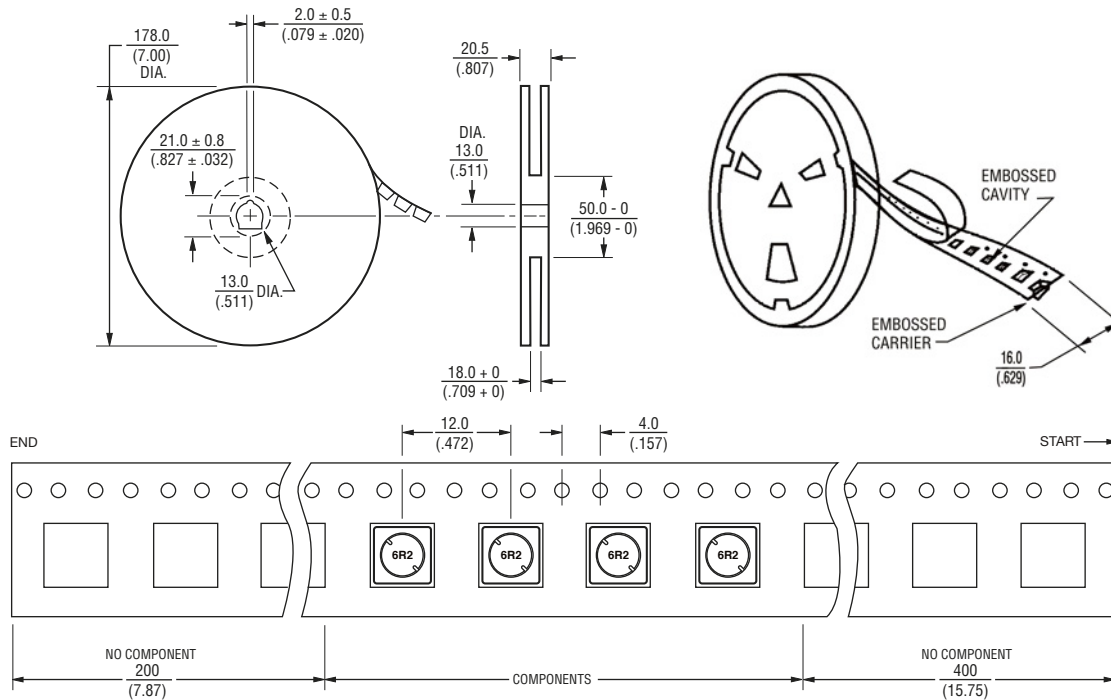 2.0 ± 0.5
(.079 ± .020)
178.0
(7.00)
DIA.
20.5
(.807)
21.0 ± 0.8
(.827 ± .032)
DIA.
13.0
(.511)
EMBOSSED
CAVITY
50.0 - 0
(1.969 - 0)
13.0
(.511)
DIA.
EMBOSSED
CARRIER
16.0
(.629)
18.0 + 0
(.709 + 0)
12.0
(.472)
4.0
(.157)
END
START
6R2
6R2
6R2
6R2
NO COMPONENT
200
(7.87)
COMPONENTS
NO COMPONENT
400
(15.75)